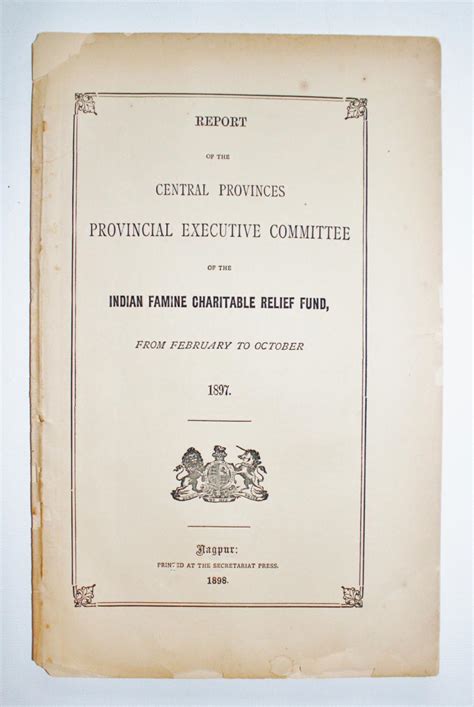 REPORT
OF THE
CENTRAL PROVINCES
PROVINCIAL EXECUTIVE COMMITTEE
OF THE
INDIAN FAMINE CHARITABLE RELIEF FUND,
FROM FEBRUARY TO OCTOBER
1897.
Nagpur:
PRINTED AT THE SECRETARIAT PRESS.
1898.